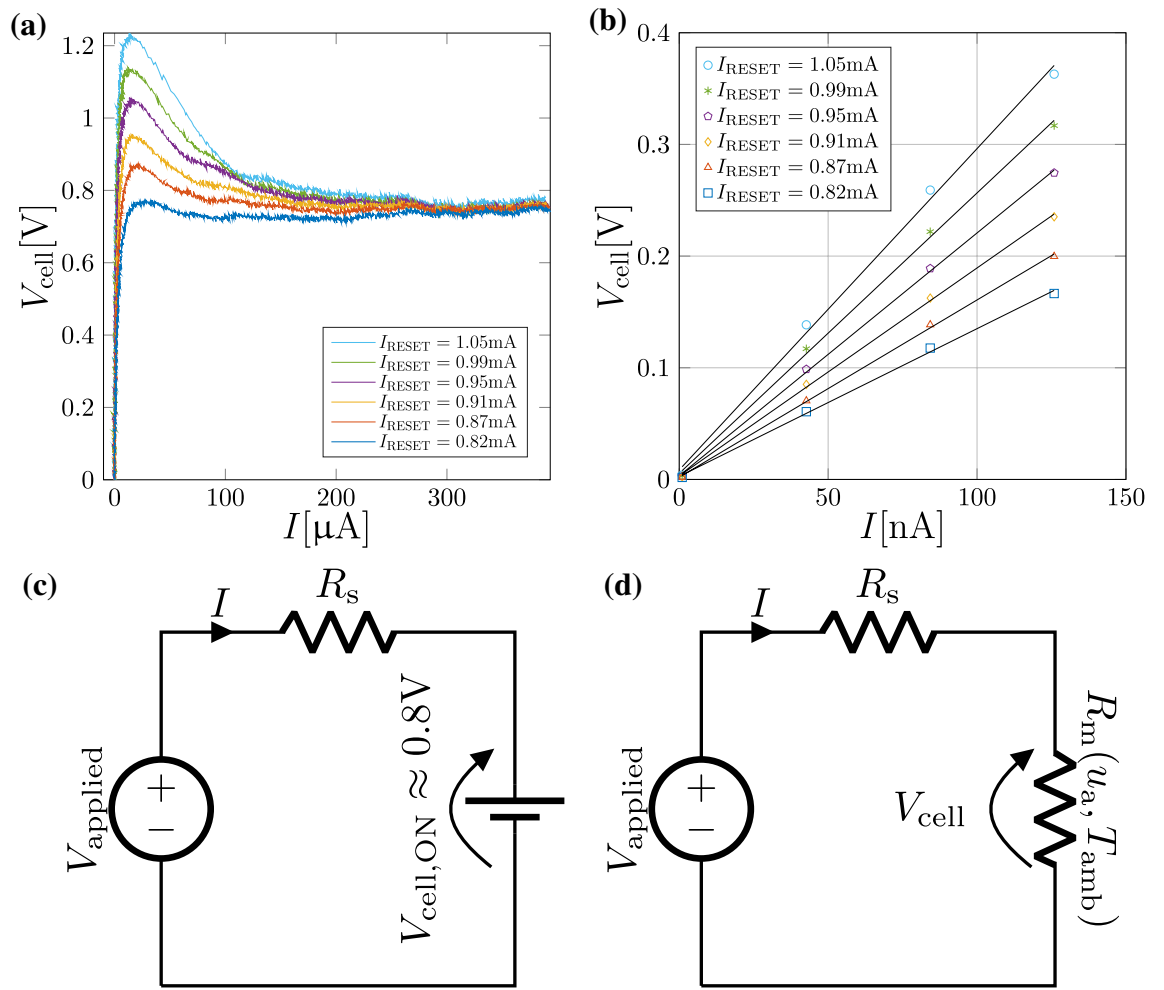 (a)
1.2
1
0.8
0.6
0.4
0.2
0
V_cell[V]
I_RESET = 1.05mA
I_RESET = 0.99mA
I_RESET = 0.95mA
I_RESET = 0.91mA
I_RESET = 0.87mA
I_RESET = 0.82mA
0 100 200 300
I[μA]
(b)
0.4
0.3
0.2
0.1
0
V_cell[V]
I_RESET = 1.05mA
I_RESET = 0.99mA
I_RESET = 0.95mA
I_RESET = 0.91mA
I_RESET = 0.87mA
I_RESET = 0.82mA
0 50 100 150
I[nA]
(c)
I
R_s
V_applied
+
−
V_cell,ON ≈ 0.8V
(d)
I
R_s
V_applied
+
−
V_cell
R_m(u_a, T_amb)